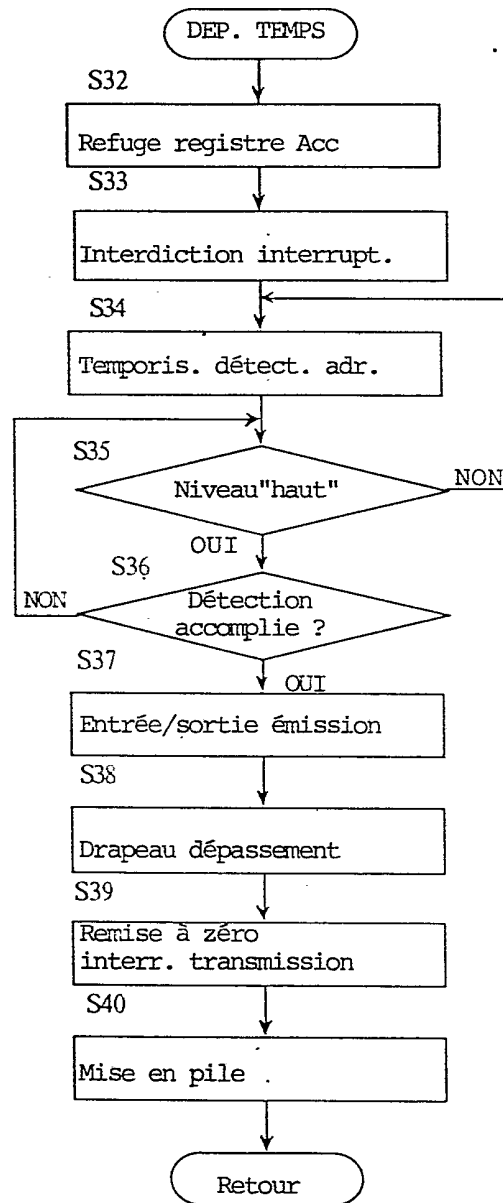 DEP. TEMPS
S32
Refuge registre Acc
S33
Interdiction interrupt.
S34
Temporis. détect. adr.
S35
Niveau"haut"
NON
OUI
S36
NON
Détection
accomplie ?
S37
OUI
Entrée/sortie émission
S38
Drapeau dépassement
S39
Remise à zéro
interr. transmission
S40
Mise en pile
Retour